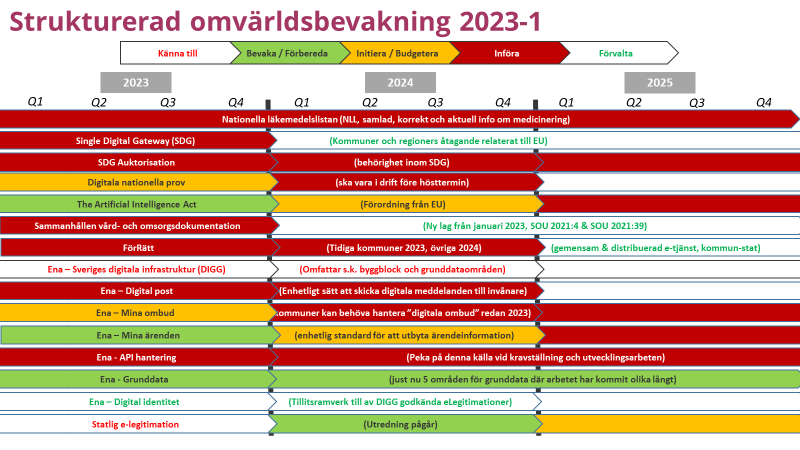 Strukturerad omvärldsbevakning 2023-1
Känna till Bevaka / Förbereda Initiera / Budgetera Införa Förvalta
2023 2024 2025
Q1 Q2 Q3 Q4 Q1 Q2 Q3 Q4 Q1 Q2 Q3 Q4
Nationella läkemedelslistan (NLL, samlad, korrekt och aktuell info om medicinering)
Single Digital Gateway (SDG) (Kommuner och regioners åtagande relaterat till EU)
SDG Auktorisation (behörighet inom SDG)
Digitala nationella prov (ska vara i drift före hösttermin)
The Artificial Intelligence Act (Förordning från EU)
Sammanhållen vård- och omsorgsdokumentation (Ny lag från januari 2023, SOU 2021:4 & SOU 2021:39)
FörRätt (Tidiga kommuner 2023, övriga 2024) (gemensam & distribuerad e-tjänst, kommun-stat)
Ena – Sveriges digitala infrastruktur (DIGG) (Omfattar s.k. byggblock och grunddataområden)
Ena – Digital post (Enhetligt sätt att skicka digitala meddelanden till invånare)
Ena – Mina ombud ommuner kan behöva hantera ”digitala ombud” redan 2023)
Ena – Mina ärenden (enhetlig standard för att utbyta ärendeinformation)
Ena - API hantering (Peka på denna källa vid kravställning och utvecklingsarbeten)
Ena - Grunddata (just nu 5 områden för grunddata där arbetet har kommit olika långt)
Ena – Digital identitet (Tillitsramverk till av DIGG godkända eLegitimationer)
Statlig e-legitimation (Utredning pågår)